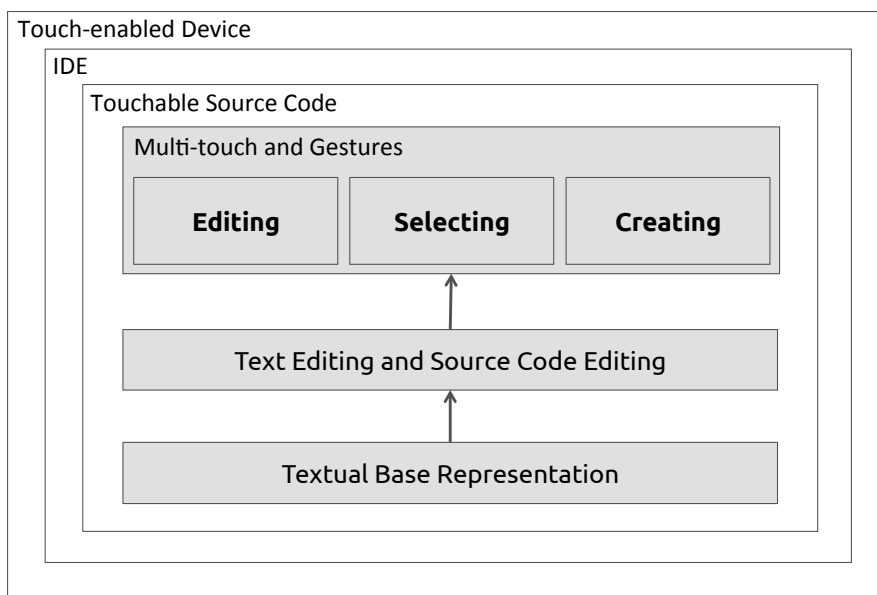 Touch-enabled Device
IDE
Touchable Source Code
Multi-touch and Gestures
Editing
Selecting
Creating
Text Editing and Source Code Editing
Textual Base Representation